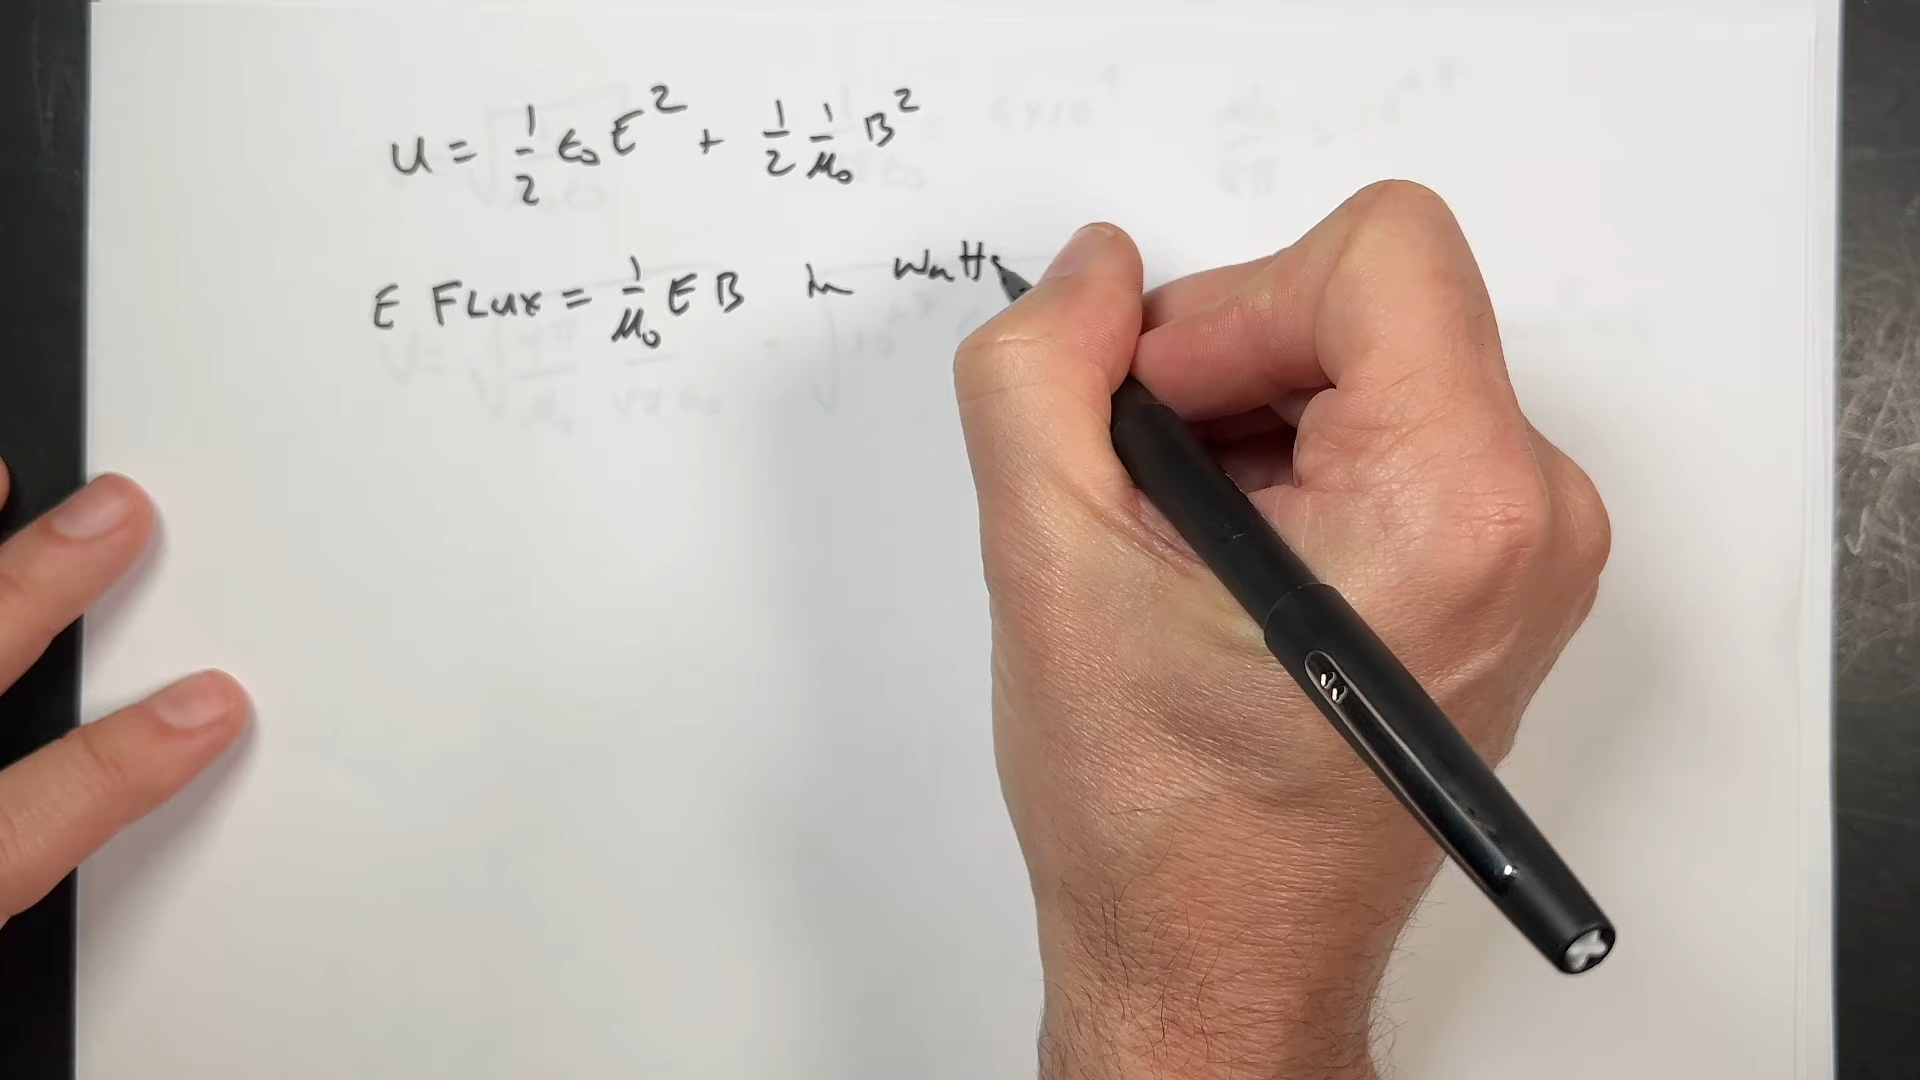 u = 1/2 ϵ₀ E² + 1/2 1/μ₀ B²
E FLux = 1/μ₀ E B in Watts